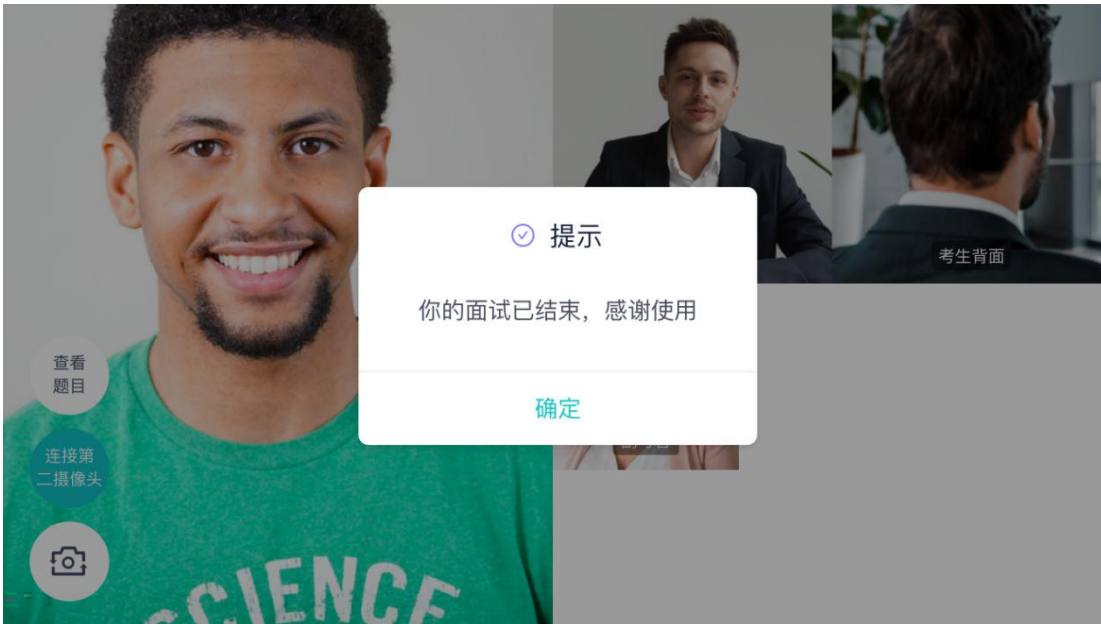 提示
你的面试已结束，感谢使用
确定
考生背面
查看
题目
连接第
二摄像头
SCIENCE